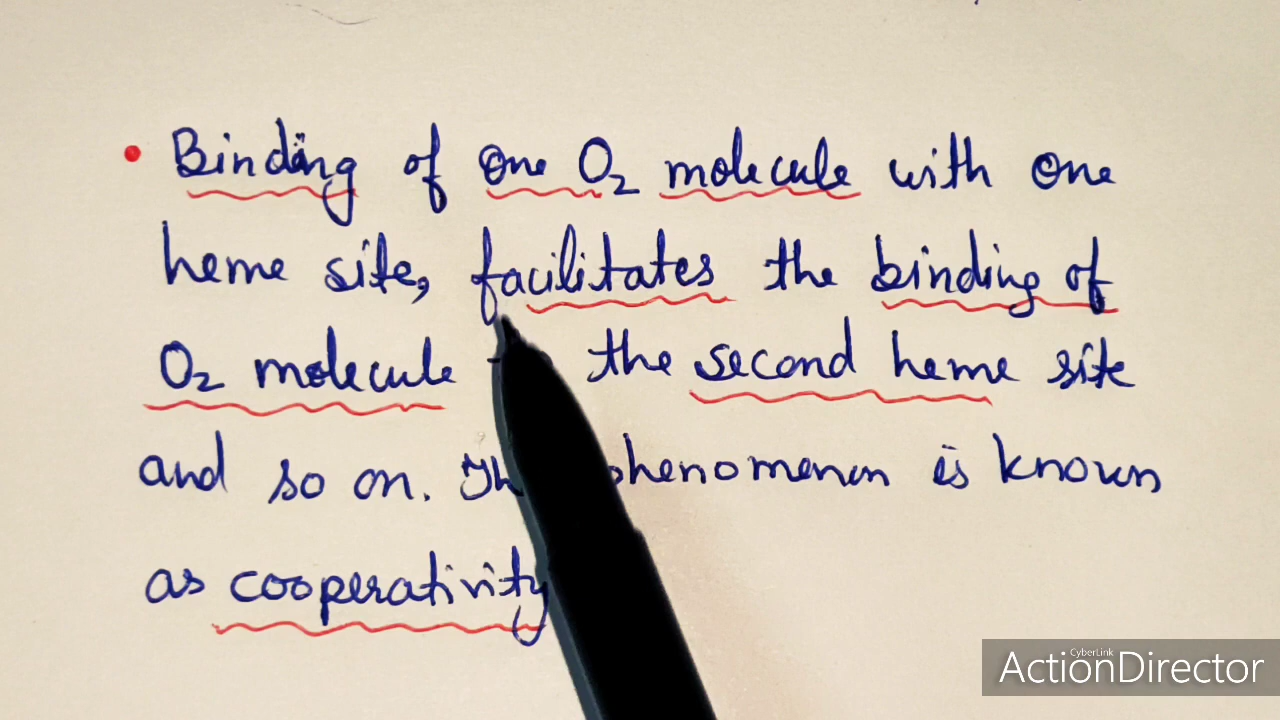 • Binding of one O₂ molecule with one
heme site, facilitates the binding of
O₂ molecule the second heme site
and so on. phenomenon is known
as cooperativity
CyberLink
ActionDirector